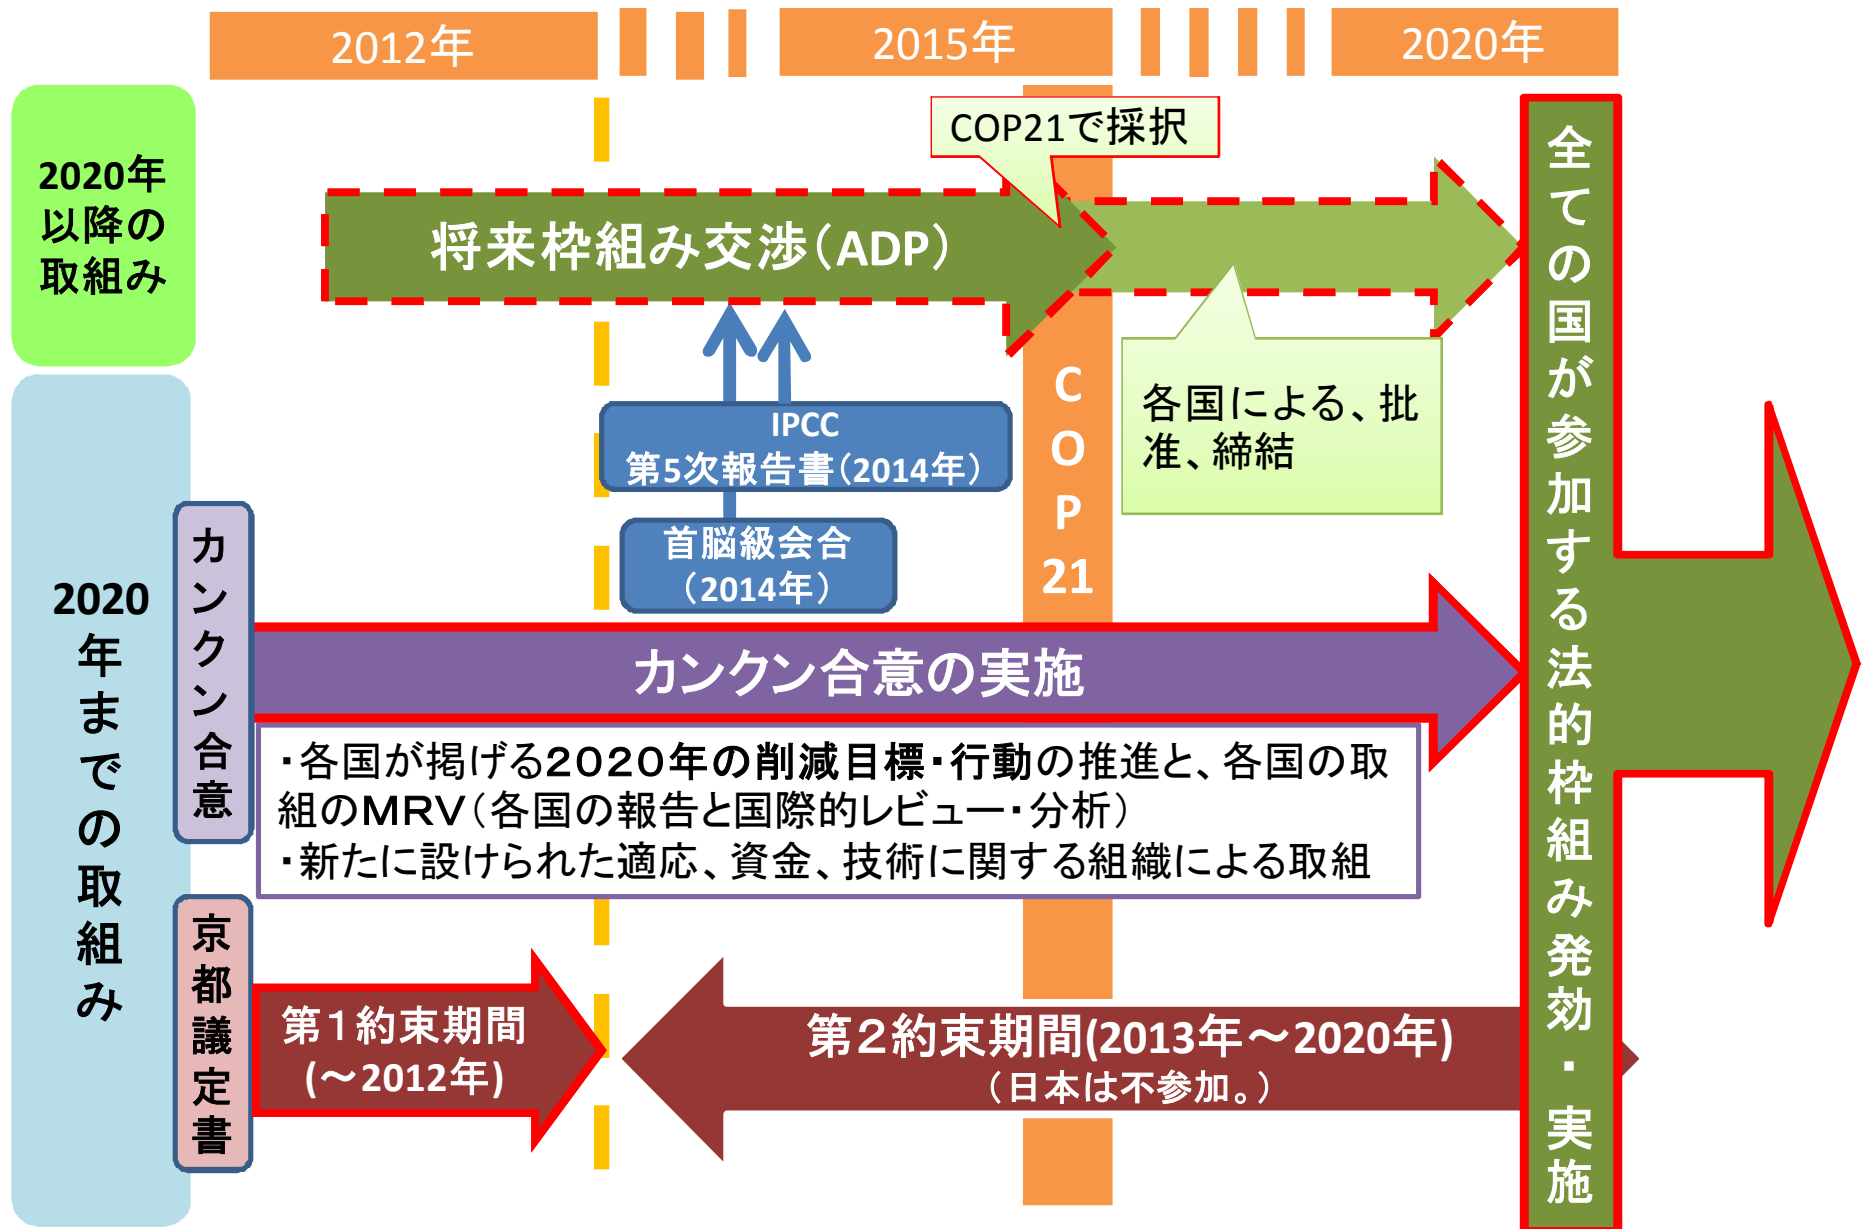 2012年
2015年
2020年
2020年
以降の
取組み
COP21で採択
将来枠組み交渉（ADP）
各国による、批
准、締結
IPCC
第5次報告書（2014年）
首脳級会合
（2014年）
COP21
全ての国が参加する法的枠組み発効・実施
2020年までの取組み
カンクン合意
カンクン合意の実施
・各国が掲げる２０２０年の削減目標・行動の推進と、各国の取
組のＭＲＶ（各国の報告と国際的レビュー・分析）
・新たに設けられた適応、資金、技術に関する組織による取組
京都議定書
第１約束期間
(～2012年)
第２約束期間(2013年～2020年)
（日本は不参加。）